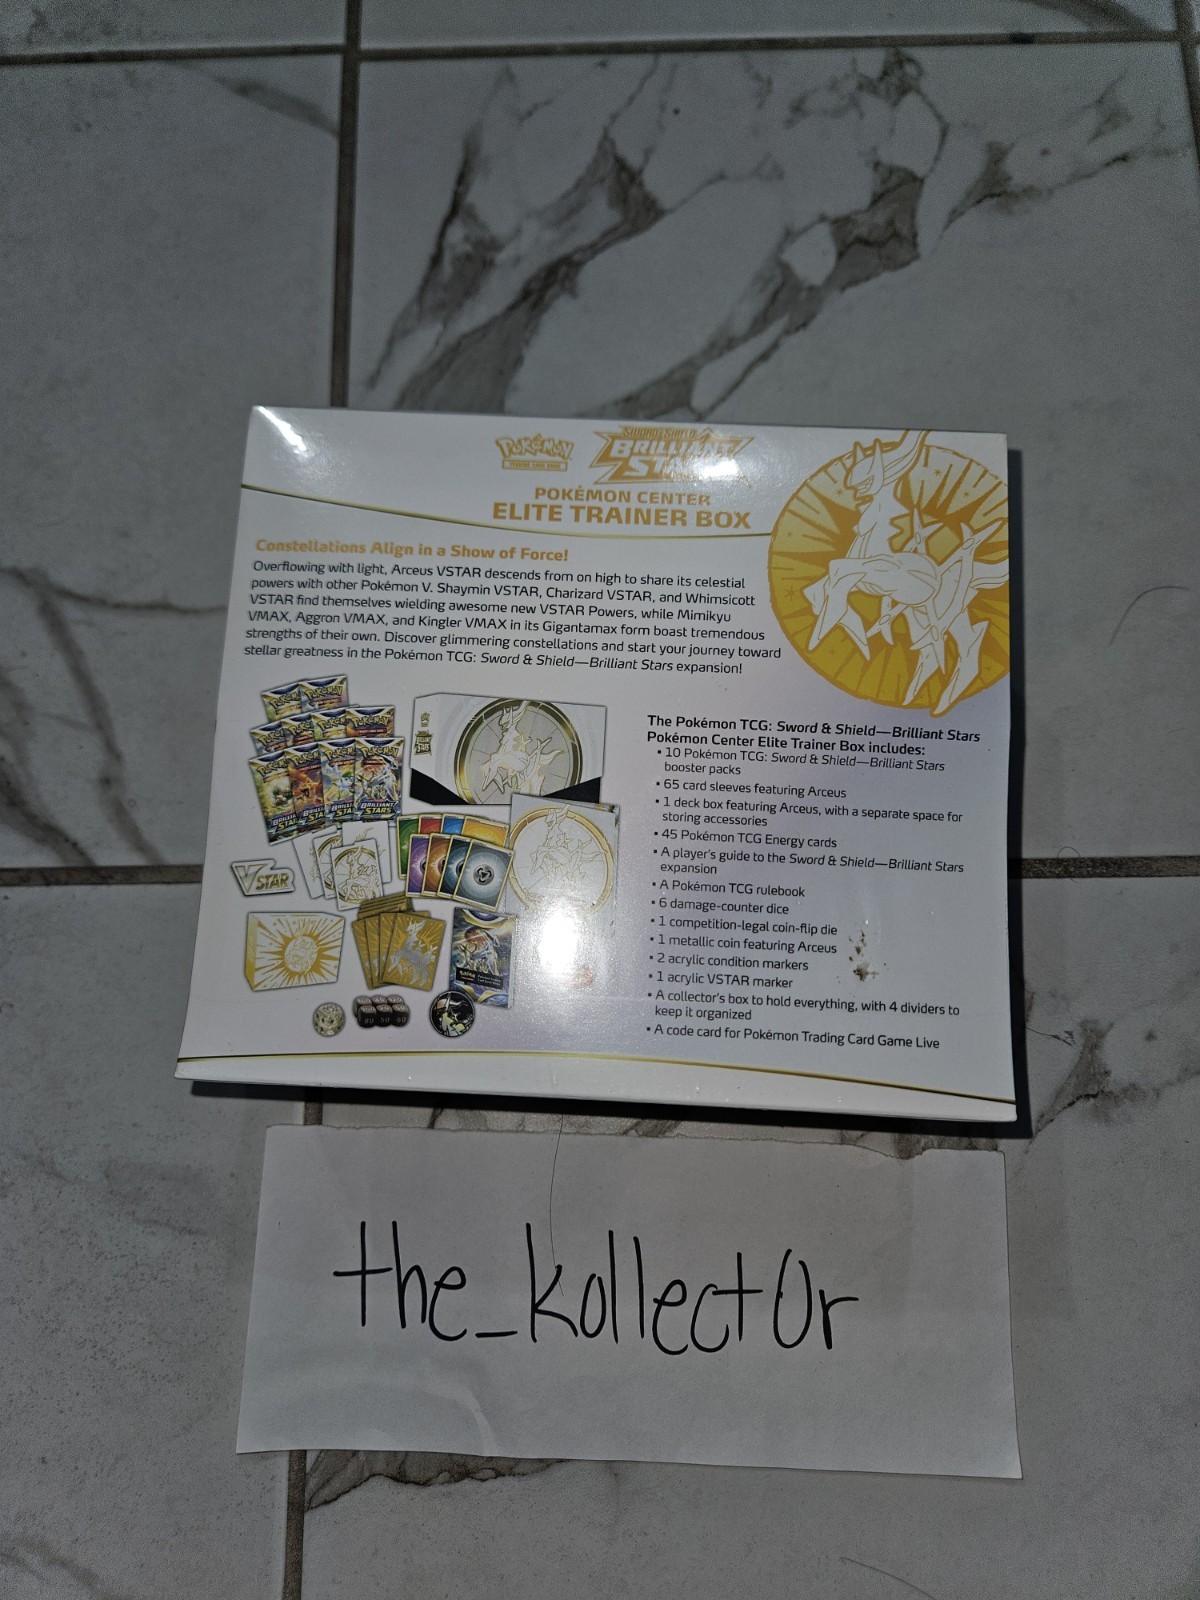 Pokémon
TRADING CARD GAME
SWORD & SHIELD
BRILLIANT
STARS
POKÉMON CENTER
ELITE TRAINER BOX
Constellations Align in a Show of Force!
Overflowing with light, Arceus VSTAR descends from on high to share its celestial
powers with other Pokémon V. Shaymin VSTAR, Charizard VSTAR, and Whimsicott
VSTAR find themselves wielding awesome new VSTAR Powers, while Mimikyu
VMAX, Aggron VMAX, and Kingler VMAX in its Gigantamax form boast tremendous
strengths of their own. Discover glimmering constellations and start your journey toward
stellar greatness in the Pokémon TCG: Sword & Shield—Brilliant Stars expansion!
VSTAR
The Pokémon TCG: Sword & Shield—Brilliant Stars
Pokémon Center Elite Trainer Box includes:
• 10 Pokémon TCG: Sword & Shield—Brilliant Stars
booster packs
• 65 card sleeves featuring Arceus
• 1 deck box featuring Arceus, with a separate space for
storing accessories
• 45 Pokémon TCG Energy cards
• A player's guide to the Sword & Shield—Brilliant Stars
expansion
• A Pokémon TCG rulebook
• 6 damage-counter dice
• 1 competition-legal coin-flip die
• 1 metallic coin featuring Arceus
• 2 acrylic condition markers
• 1 acrylic VSTAR marker
• A collector's box to hold everything, with 4 dividers to
keep it organized
• A code card for Pokémon Trading Card Game Live
the_kollect0r